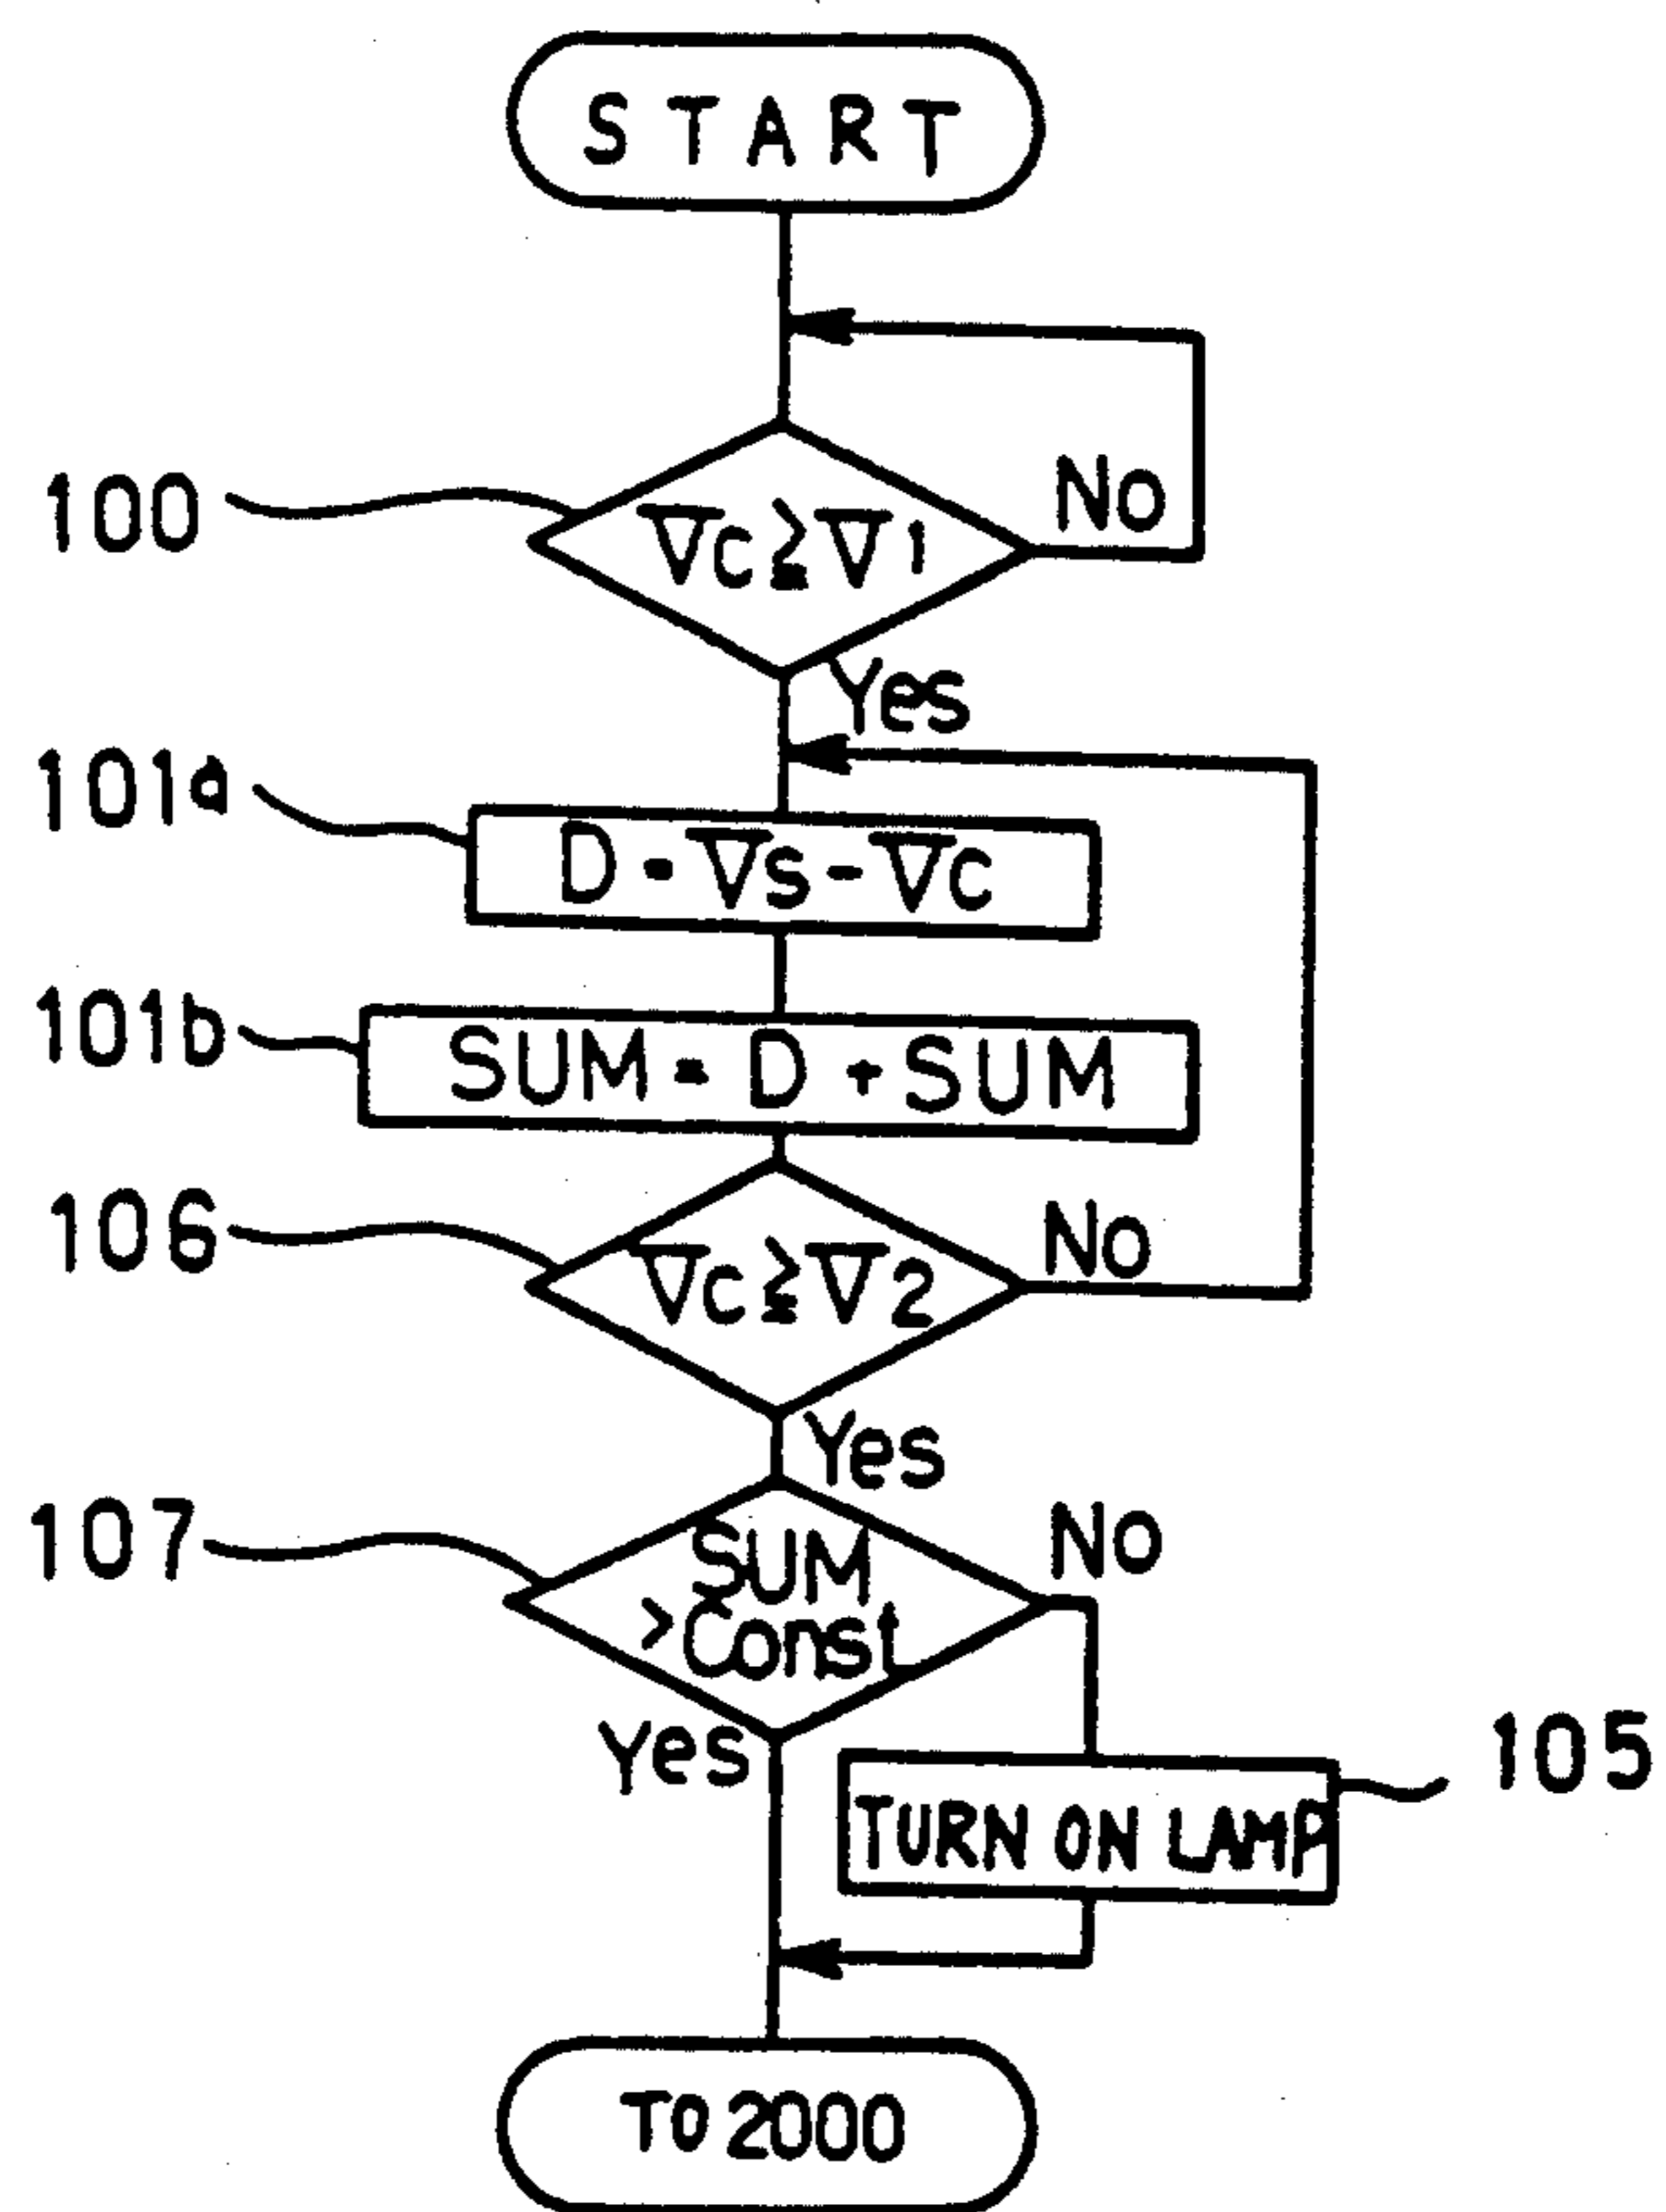 START
100
No
Vc≧V1
Yes
101a
D=Vs-Vc
101b
SUM=D+SUM
106
No
Vc≧V2
Yes
107
No
SUM
>Const
Yes
105
TURN ON LAMP
TO 2000